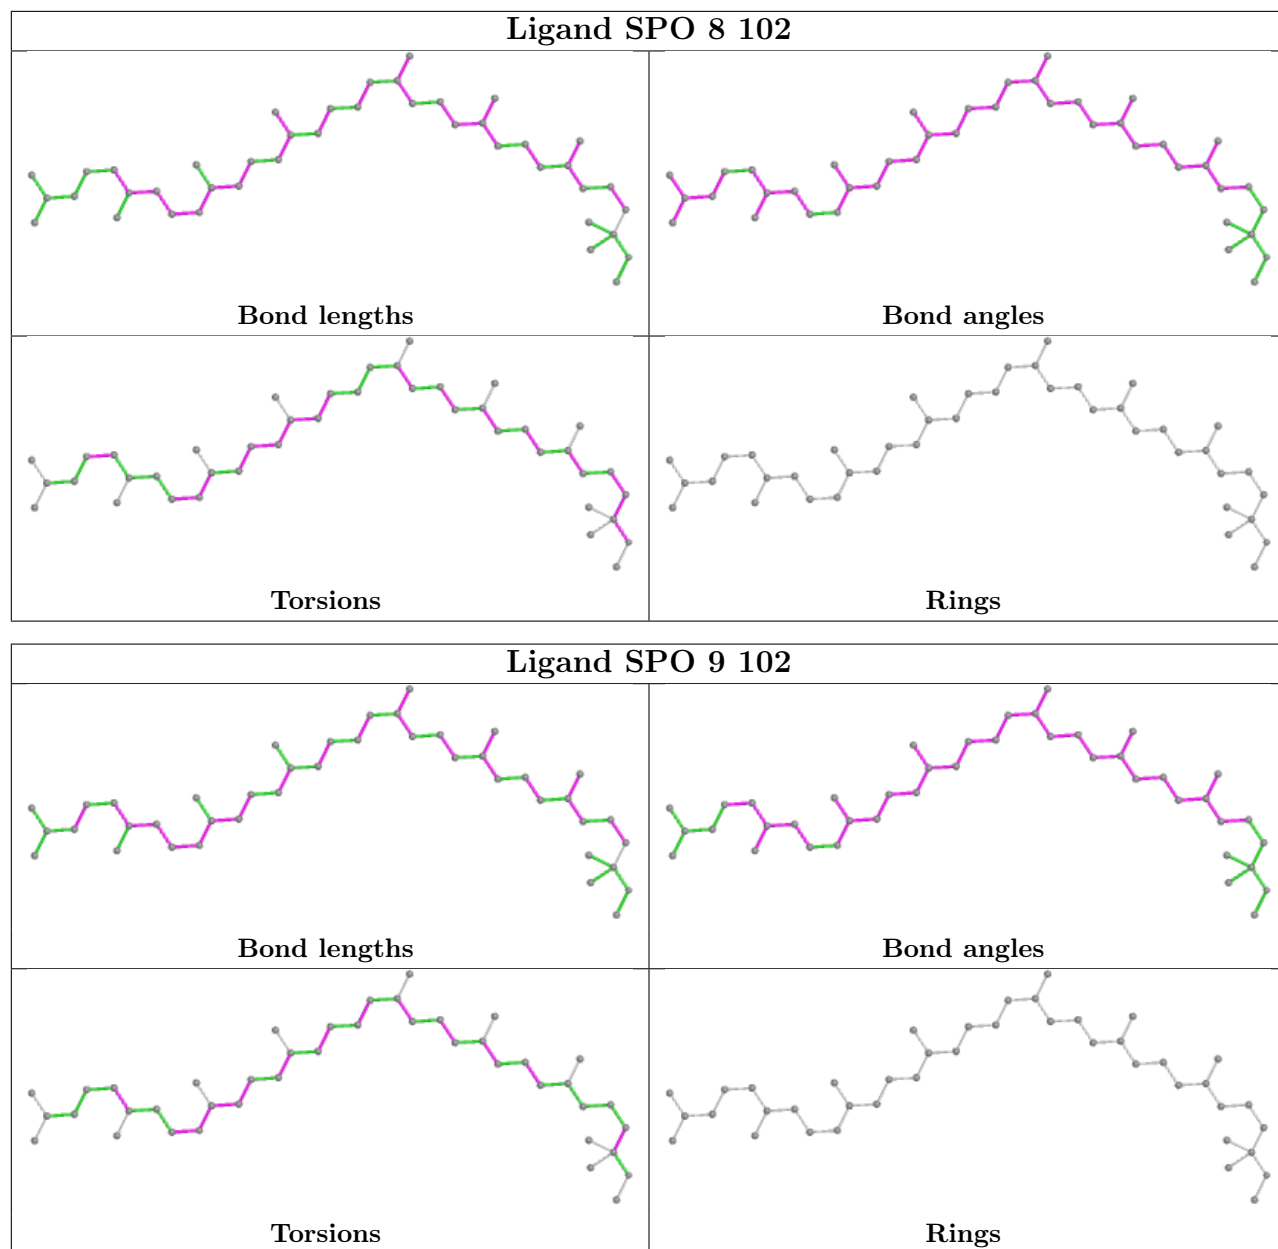 Ligand SPO 8 102
Bond lengths
Bond angles
Torsions
Rings
Ligand SPO 9 102
Bond lengths
Bond angles
Torsions
Rings